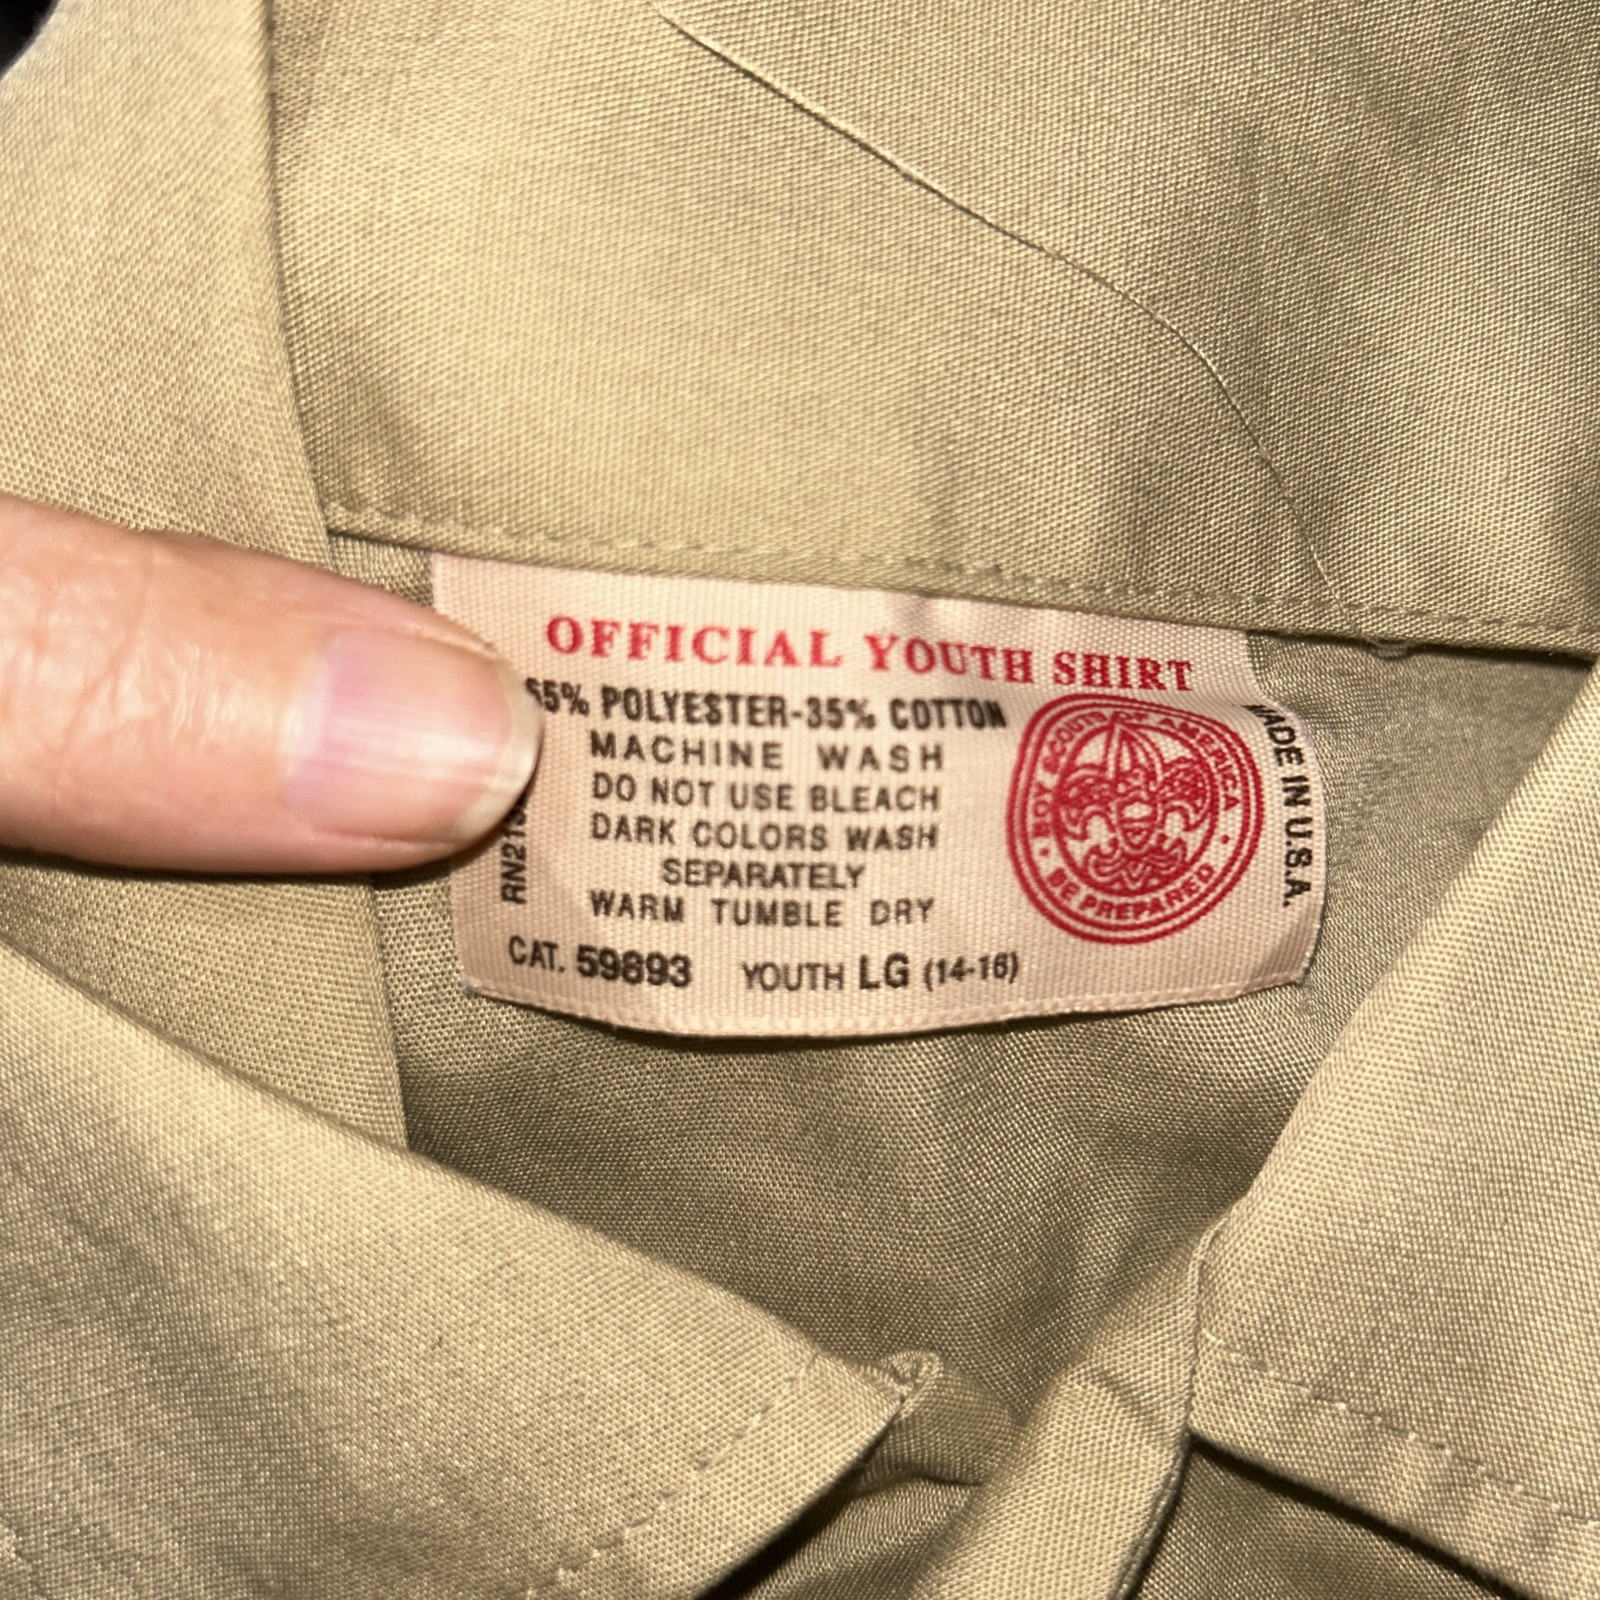 OFFICIAL YOUTH SHIRT
65% POLYESTER-35% COTTON
MACHINE WASH
DO NOT USE BLEACH
DARK COLORS WASH
SEPARATELY
WARM TUMBLE DRY
CAT. 59893 YOUTH LG (14-16)
BOY SCOUTS OF AMERICA
• BE PREPARED •
MADE IN U.S.A.